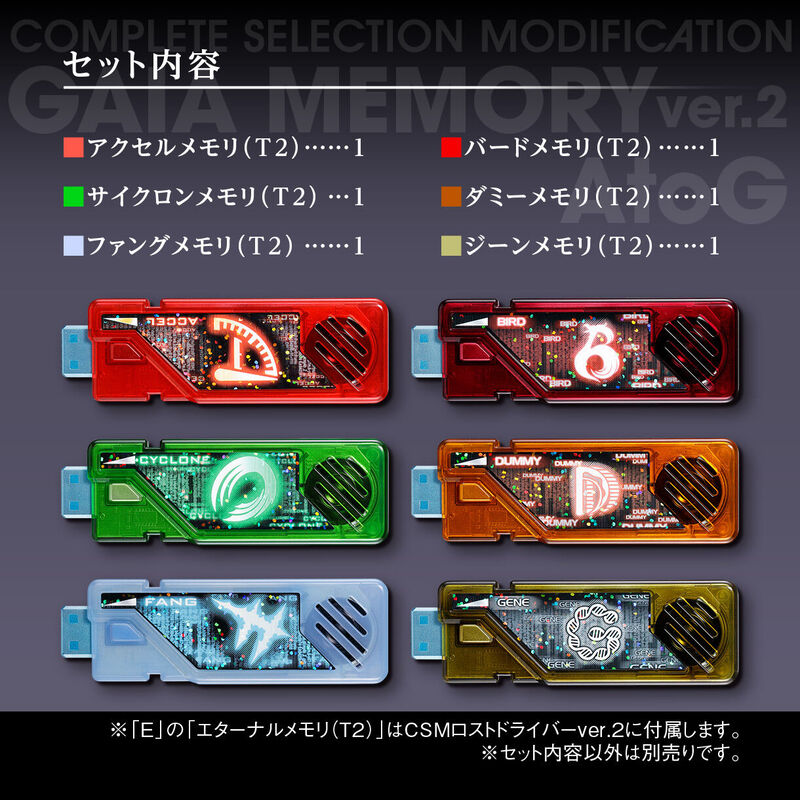 COMPLETE SELECTION MODIFICATION
GAIA MEMORY ver.2
AtoG
セット内容
■アクセルメモリ(T2)……1
■バードメモリ(T2)……1
■サイクロンメモリ(T2)…1
■ダミーメモリ(T2)……1
■ファングメモリ(T2)……1
■ジーンメモリ(T2)……1
ACCEL
BIRD
CYCLONE
DUMMY
FANG
GENE
※「E」の「エターナルメモリ(T2)」はCSMロストドライバーver.2に付属します。
※セット内容以外は別売りです。